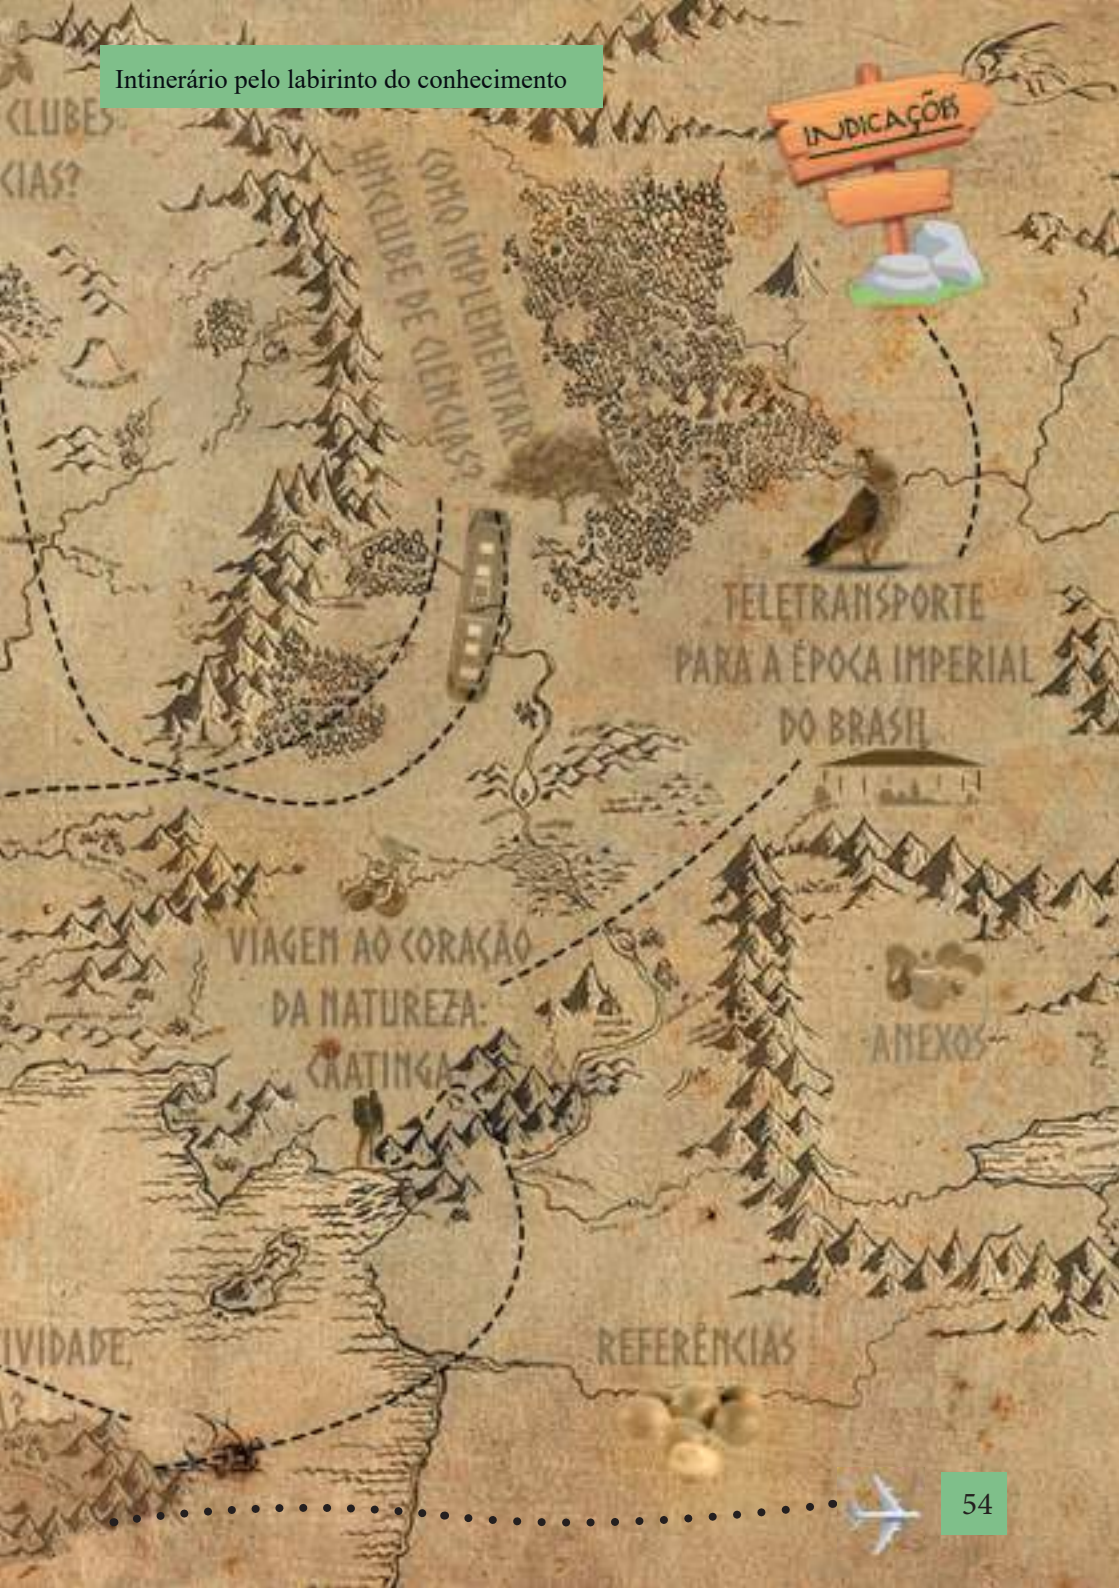 Intinerário pelo labirinto do conhecimento
CLUBES
CIAS?
INDICAÇÕES
COMO IMPLEMENTAR
UM CLUBE DE CIÊNCIAS?
TELETRANSPORTE
PARA A ÉPOCA IMPERIAL
DO BRASIL
VIAGEM AO CORAÇÃO
DA NATUREZA:
CAATINGA
ANEXOS
IVIDADE,
REFERÊNCIAS
54